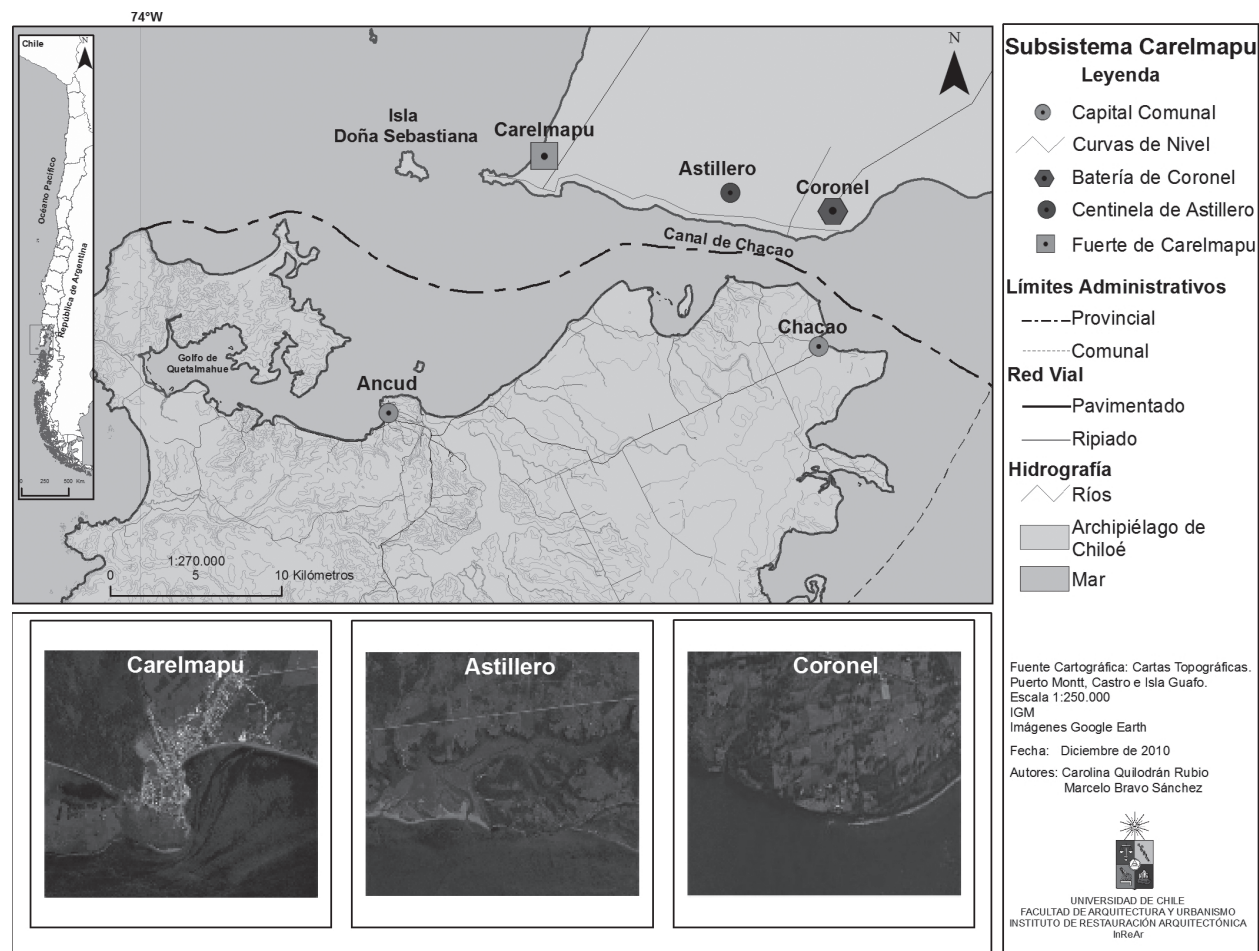 74°W
Chile
N
Océano Pacífico
República de Argentina
0 250 500 Km.
N
Isla
Doña Sebastiana
Carelmapu
Astillero
Coronel
Canal de Chacao
Chacao
Golfo de
Quetalmahue
Ancud
1:270.000
0 5 10 Kilómetros
Carelmapu
Astillero
Coronel
Subsistema Carelmapu
Leyenda
Capital Comunal
Curvas de Nivel
Batería de Coronel
Centinela de Astillero
Fuerte de Carelmapu
Límites Administrativos
Provincial
Comunal
Red Vial
Pavimentado
Ripiado
Hidrografía
Ríos
Archipiélago de
Chiloé
Mar
Fuente Cartográfica: Cartas Topográficas.
Puerto Montt, Castro e Isla Guafo.
Escala 1:250.000
IGM
Imágenes Google Earth
Fecha: Diciembre de 2010
Autores: Carolina Quilodrán Rubio
Marcelo Bravo Sánchez
UNIVERSIDAD DE CHILE
FACULTAD DE ARQUITECTURA Y URBANISMO
INSTITUTO DE RESTAURACIÓN ARQUITECTÓNICA
InReAr